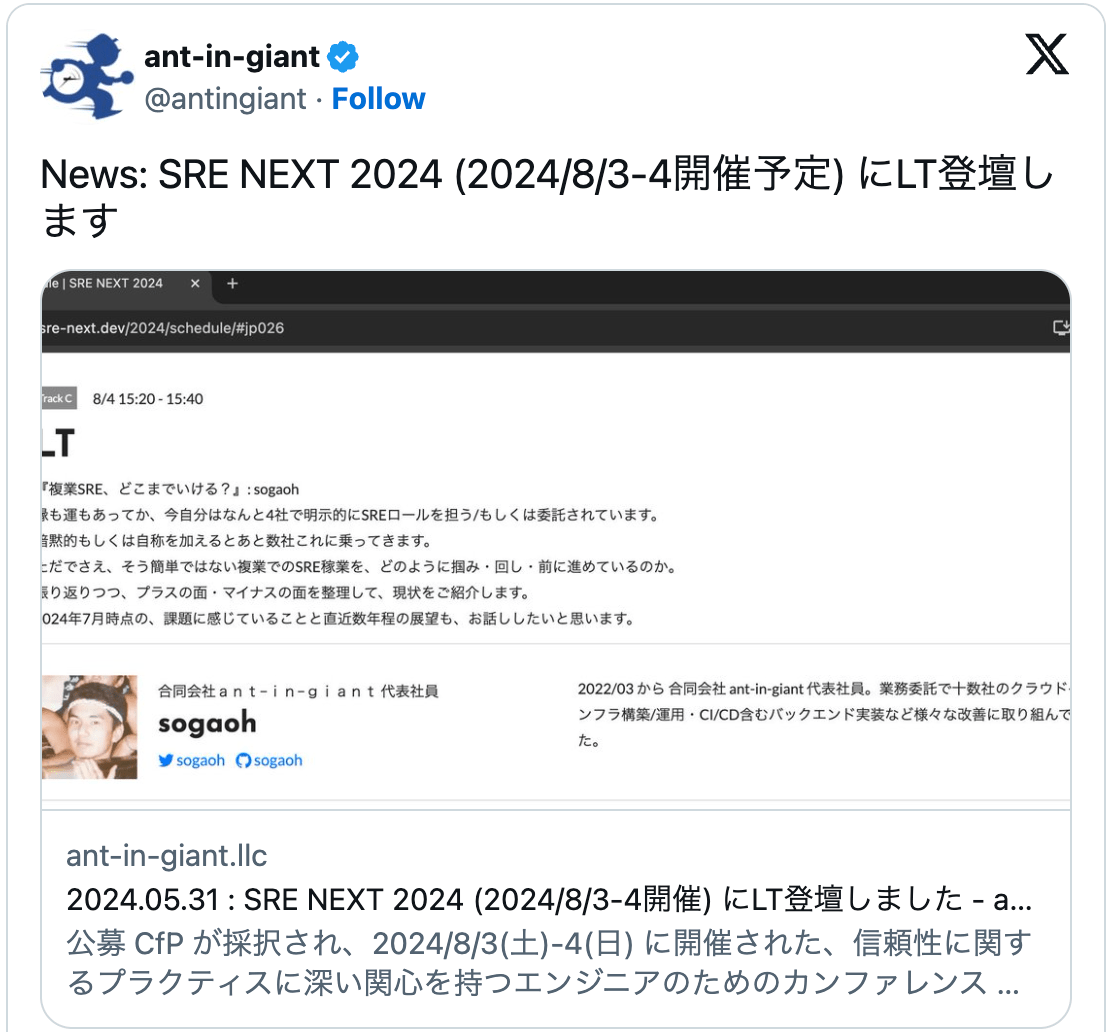 ant-in-giant
@antingiant · Follow
News: SRE NEXT 2024 (2024/8/3-4開催予定) にLT登壇し
ます
| SRE NEXT 2024 × +
sre-next.dev/2024/schedule/#jp026
Track C 8/4 15:20 - 15:40
LT
『複業SRE、どこまでいける？』: sogaoh
縁も運もあってか、今自分はなんと4社で明示的にSREロールを担う/もしくは委託されています。
暗黙的もしくは自称を加えるとあと数社これに乗ってきます。
ただでさえ、そう簡単ではない複業でのSRE稼業を、どのように掴み・回し・前に進めているのか。
振り返りつつ、プラスの面・マイナスの面を整理して、現状をご紹介します。
2024年7月時点の、課題に感じていることと直近数年程の展望も、お話ししたいと思います。
合同会社ａｎｔ−ｉｎ−ｇｉａｎｔ 代表社員
sogaoh
sogaoh sogaoh
2022/03 から 合同会社 ant-in-giant 代表社員。業務委託で十数社のクラウド
ンフラ構築/運用・CI/CD含むバックエンド実装など様々な改善に取り組んで
た。
ant-in-giant.llc
2024.05.31 : SRE NEXT 2024 (2024/8/3-4開催) にLT登壇しました - a...
公募 CfP が採択され、2024/8/3(土)-4(日) に開催された、信頼性に関す
るプラクティスに深い関心を持つエンジニアのためのカンファレンス ...